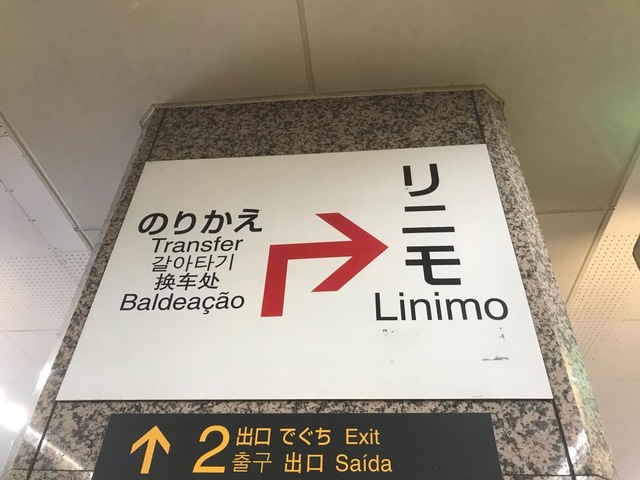 のりかえ
Transfer
갈아타기
换车处
Baldeação
リニモ
Linimo
2 出口 でぐち Exit
출구 出口 Saída